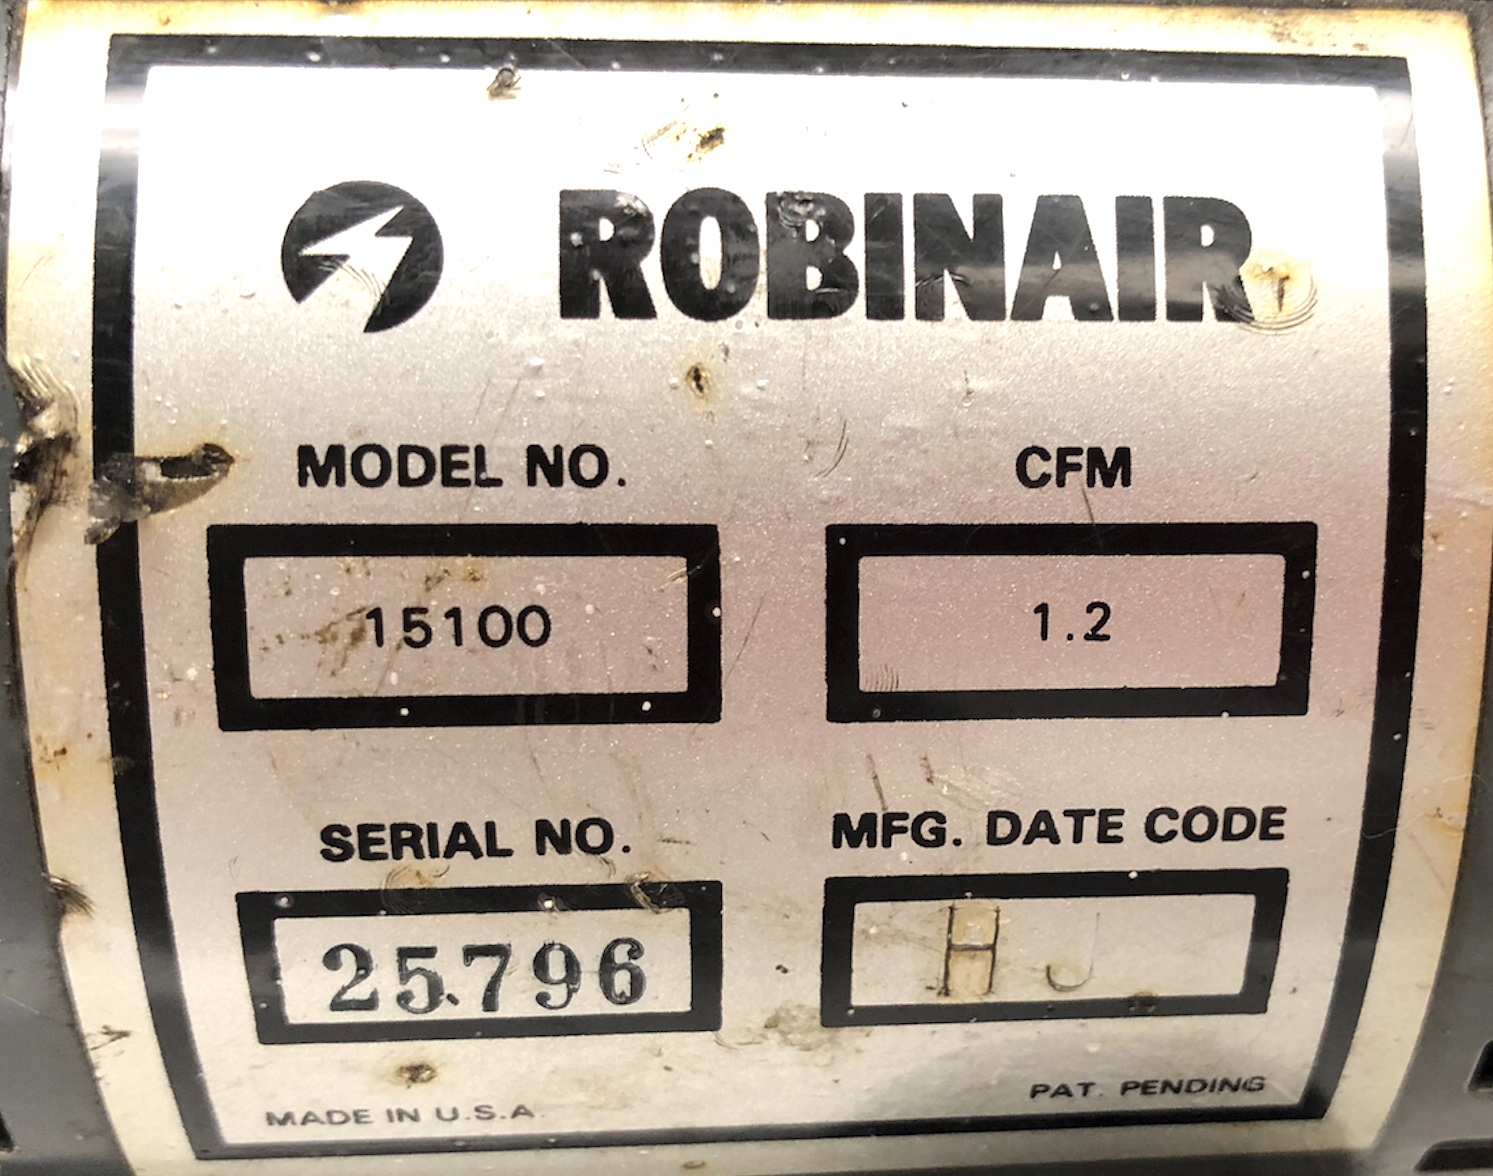 ROBINAIR
MODEL NO. CFM
15100 1.2
SERIAL NO. MFG. DATE CODE
25796 H J
PAT. PENDING
MADE IN U.S.A.